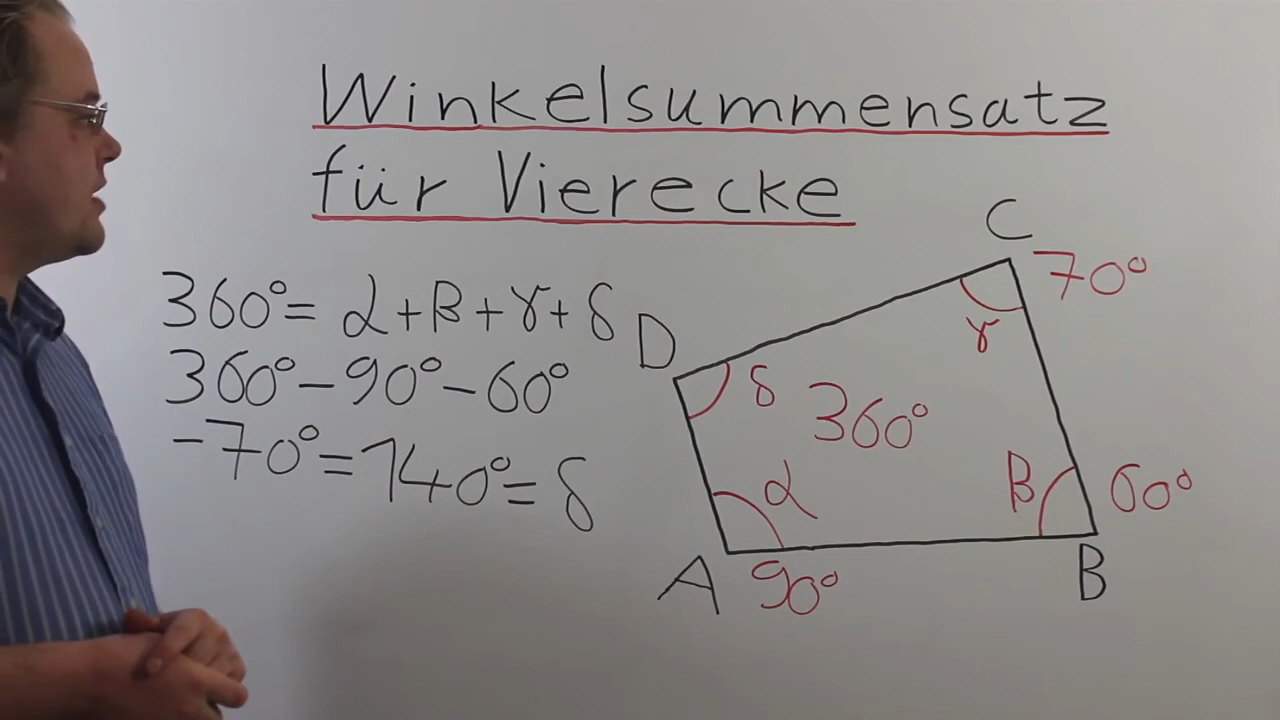 Winkelsummensatz
für Vierecke
360° = α + β + γ + δ
360° – 90° – 60°
– 70° = 140° = δ
C
70°
D
γ
δ
360°
α
β
60°
A
90°
B